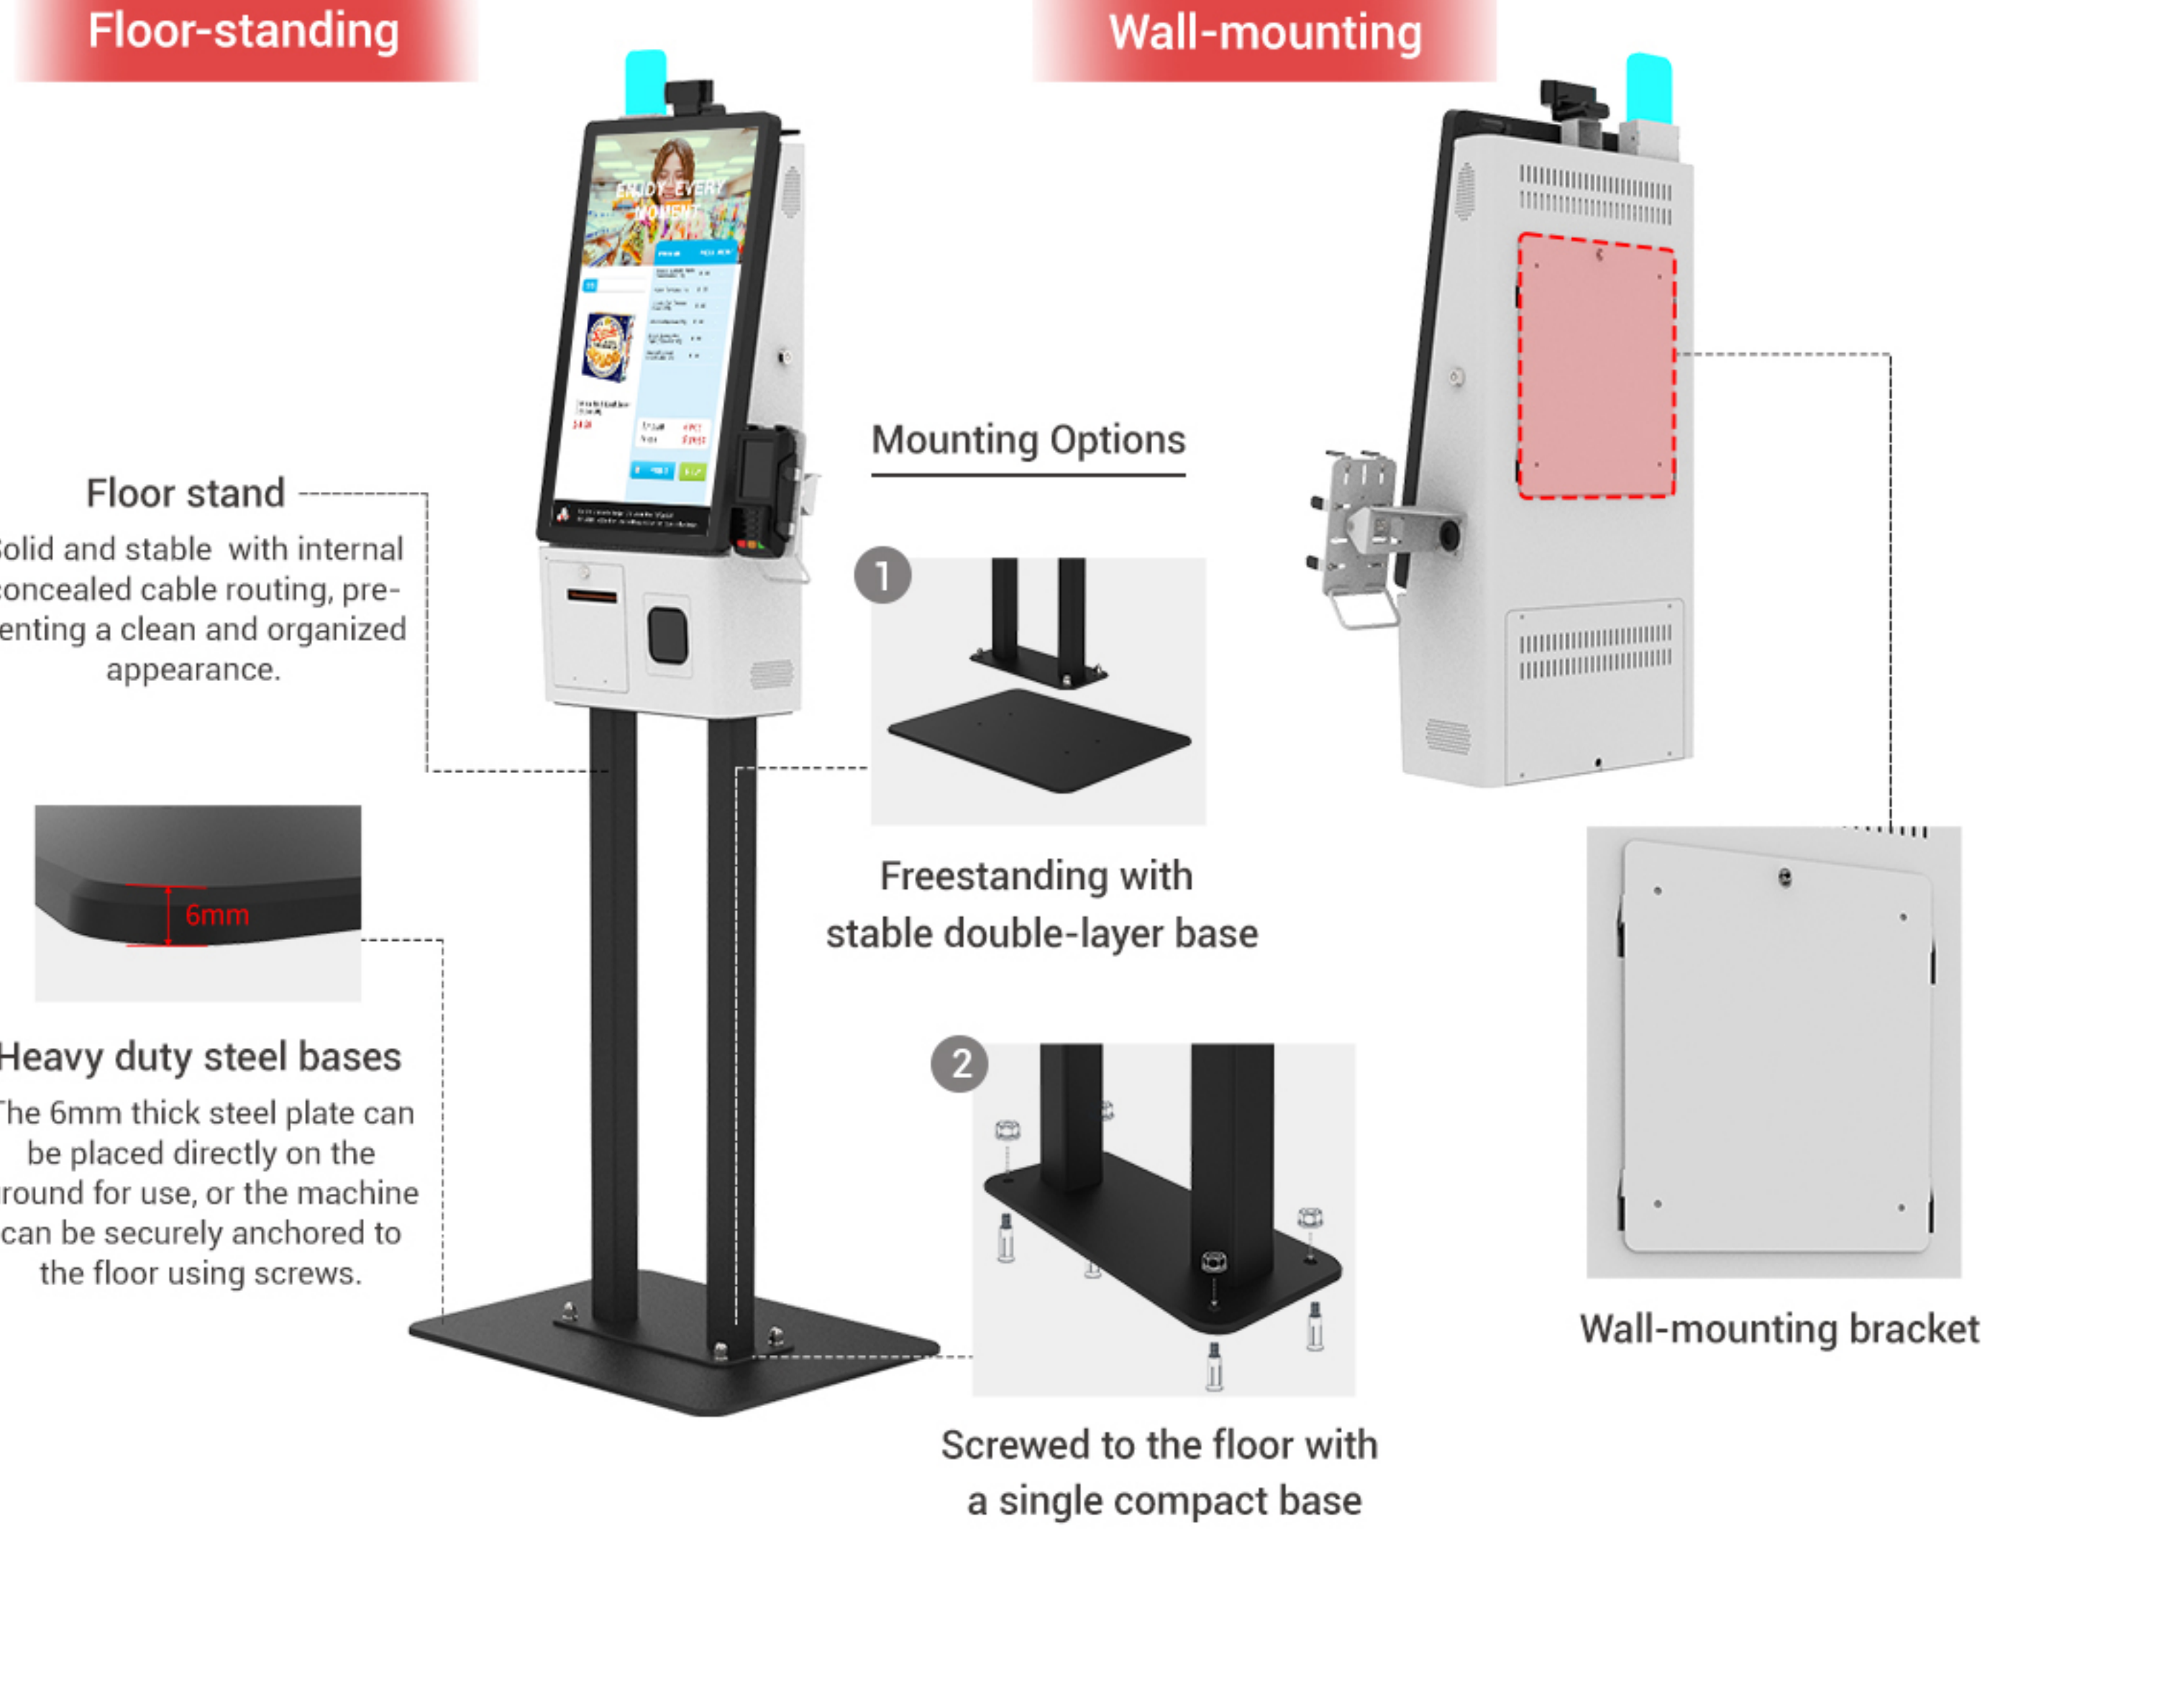 Floor-standing
Wall-mounting
ENJOY EVERY
MOMENT
Mounting Options
Floor stand
olid and stable with internal
oncealed cable routing, pre-
enting a clean and organized
appearance.
1
Freestanding with
stable double-layer base
6mm
Heavy duty steel bases
The 6mm thick steel plate can
be placed directly on the
round for use, or the machine
can be securely anchored to
the floor using screws.
2
Screwed to the floor with
a single compact base
Wall-mounting bracket